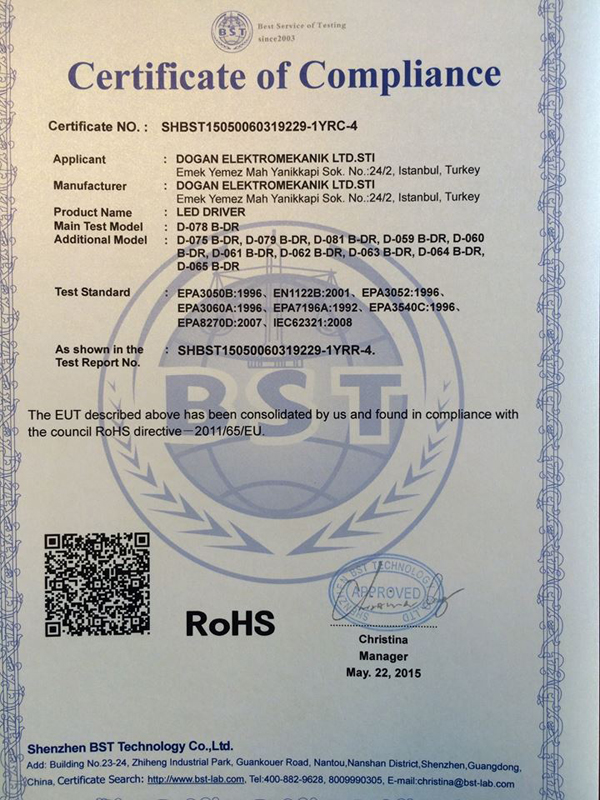 BST
Best Service of Testing
since2003
Certificate of Compliance
Certificate NO. : SHBST15050060319229-1YRC-4
Applicant : DOGAN ELEKTROMEKANIK LTD.STI
Emek Yemez Mah Yanikkapi Sok. No.:24/2, Istanbul, Turkey
Manufacturer : DOGAN ELEKTROMEKANIK LTD.STI
Emek Yemez Mah Yanikkapi Sok. No.:24/2, Istanbul, Turkey
Product Name : LED DRIVER
Main Test Model : D-078 B-DR
Additional Model : D-075 B-DR, D-079 B-DR, D-081 B-DR, D-059 B-DR, D-060
B-DR, D-061 B-DR, D-062 B-DR, D-063 B-DR, D-064 B-DR,
D-065 B-DR
Test Standard : EPA3050B:1996、EN1122B:2001、EPA3052:1996、
EPA3060A:1996、EPA7196A:1992、EPA3540C:1996、
EPA8270D:2007、IEC62321:2008
As shown in the : SHBST15050060319229-1YRR-4.
Test Report No.
BST
The EUT described above has been consolidated by us and found in compliance with
the council RoHS directive－2011/65/EU.
RoHS
SHENZHEN BST TECHNOLOGY CO LTD
APPROVED
Christina
Manager
May. 22, 2015
Shenzhen BST Technology Co.,Ltd.
Add: Building No.23-24, Zhiheng Industrial Park, Guankouer Road, Nantou,Nanshan District,Shenzhen,Guangdong,
China, Certificate Search: http://www.bst-lab.com, Tel:400-882-9628, 8009990305, E-mail:christina@bst-lab.com